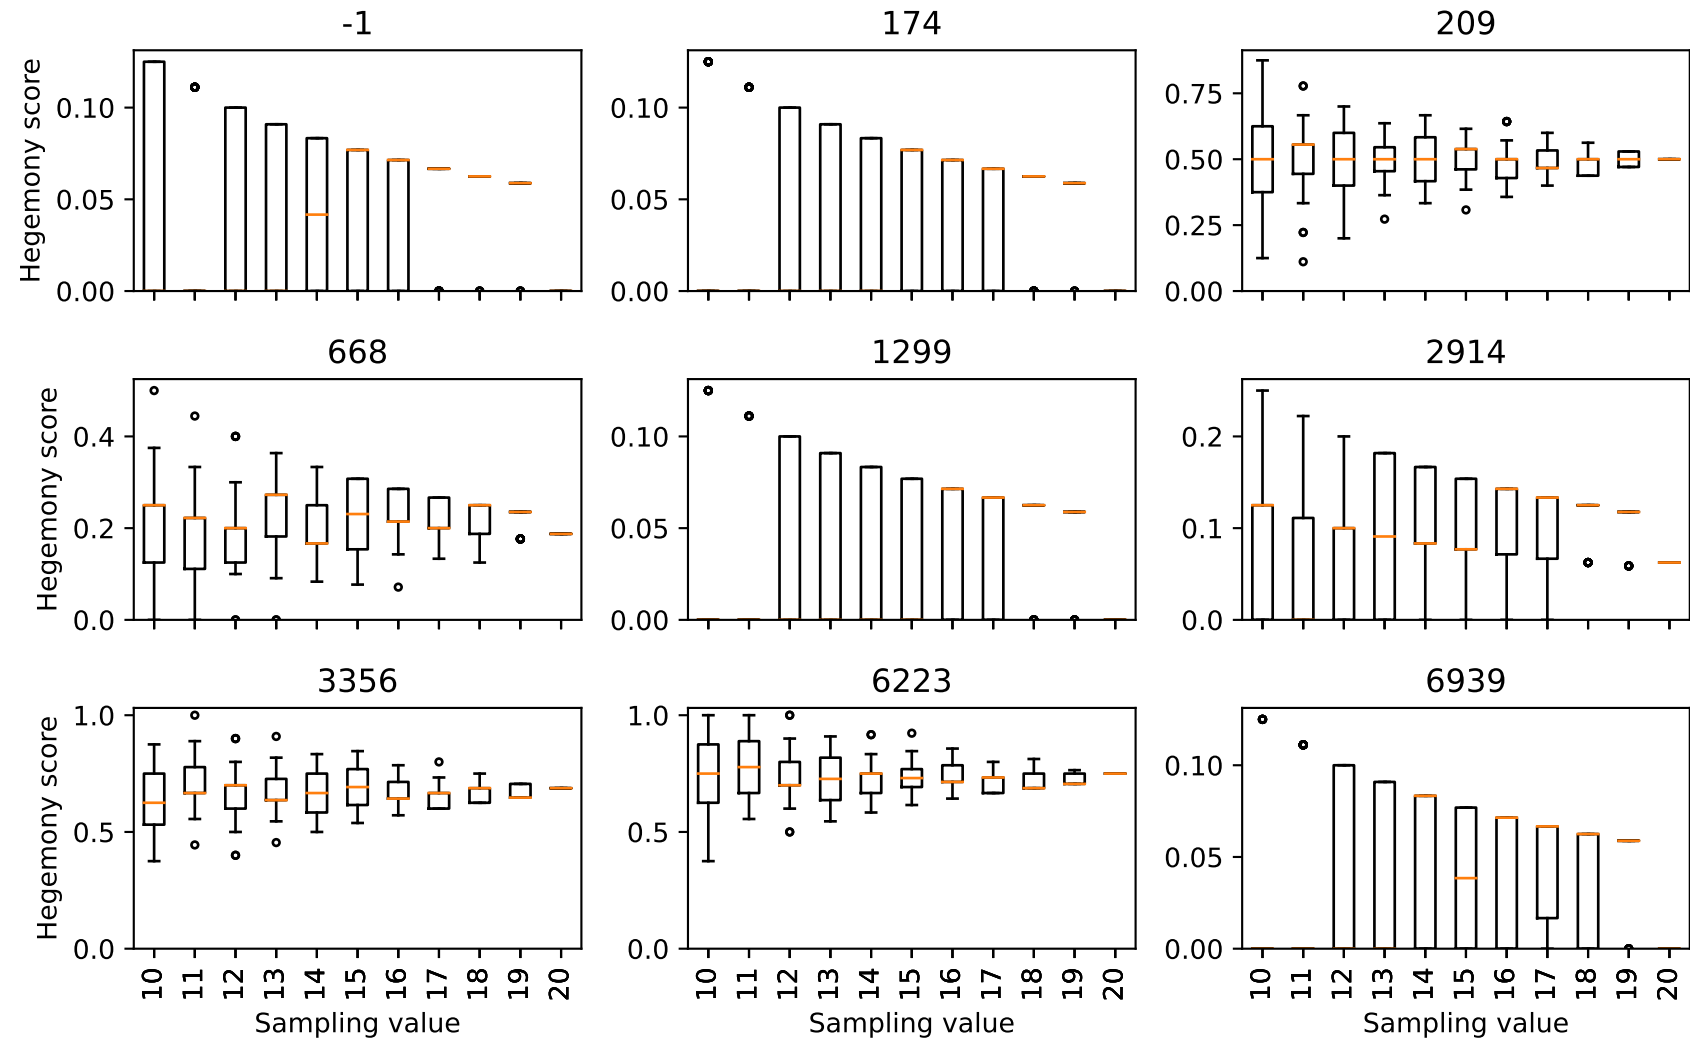 -1 174 209
Hegemony score 0.10 0.05 0.00
0.10 0.05 0.00
0.75 0.50 0.25 0.00
668 1299 2914
Hegemony score 0.4 0.2 0.0
0.10 0.05 0.00
0.2 0.1 0.0
3356 6223 6939
Hegemony score 1.0 0.5 0.0
1.0 0.5 0.0
0.10 0.05 0.00
10 11 12 13 14 15 16 17 18 19 20
10 11 12 13 14 15 16 17 18 19 20
10 11 12 13 14 15 16 17 18 19 20
Sampling value Sampling value Sampling value